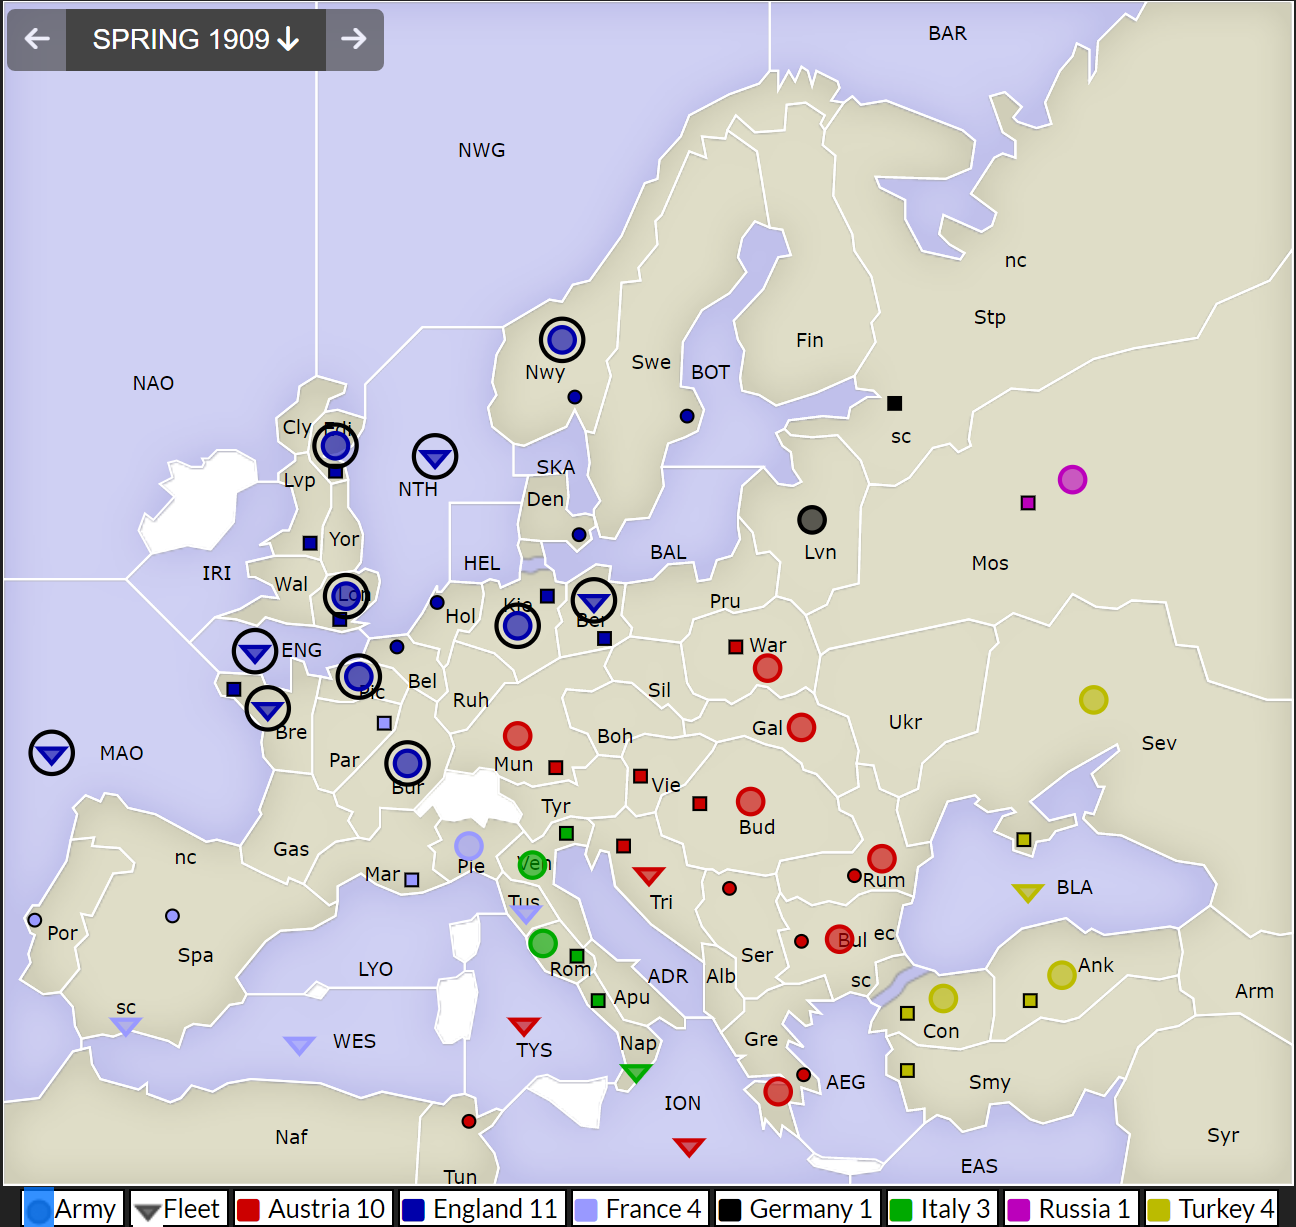 ← SPRING 1909 ↓ →
BAR
NWG
nc
Stp
Fin
NAO
Swe
BOT
Nwy
Cly
Edi
sc
SKA
Lvp
NTH
Den
Yor
Lvn
BAL
HEL
Mos
IRI
Wal
Lon
Kie
Hol
Pru
Ber
War
ENG
Bel
Pic
Sil
Ruh
Gal
Ukr
Bre
Boh
Sev
MAO
Par
Mun
Vie
Bur
Tyr
Bud
Gas
nc
Pie
Ven
Mar
Rum
BLA
Tus
Tri
Por
Bul
ec
Spa
Ser
LYO
Rom
ADR
Alb
sc
Ank
Arm
Apu
sc
Con
WES
TYS
Nap
Gre
AEG
Smy
ION
Naf
Syr
EAS
Tun
Army
Fleet
Austria 10
England 11
France 4
Germany 1
Italy 3
Russia 1
Turkey 4